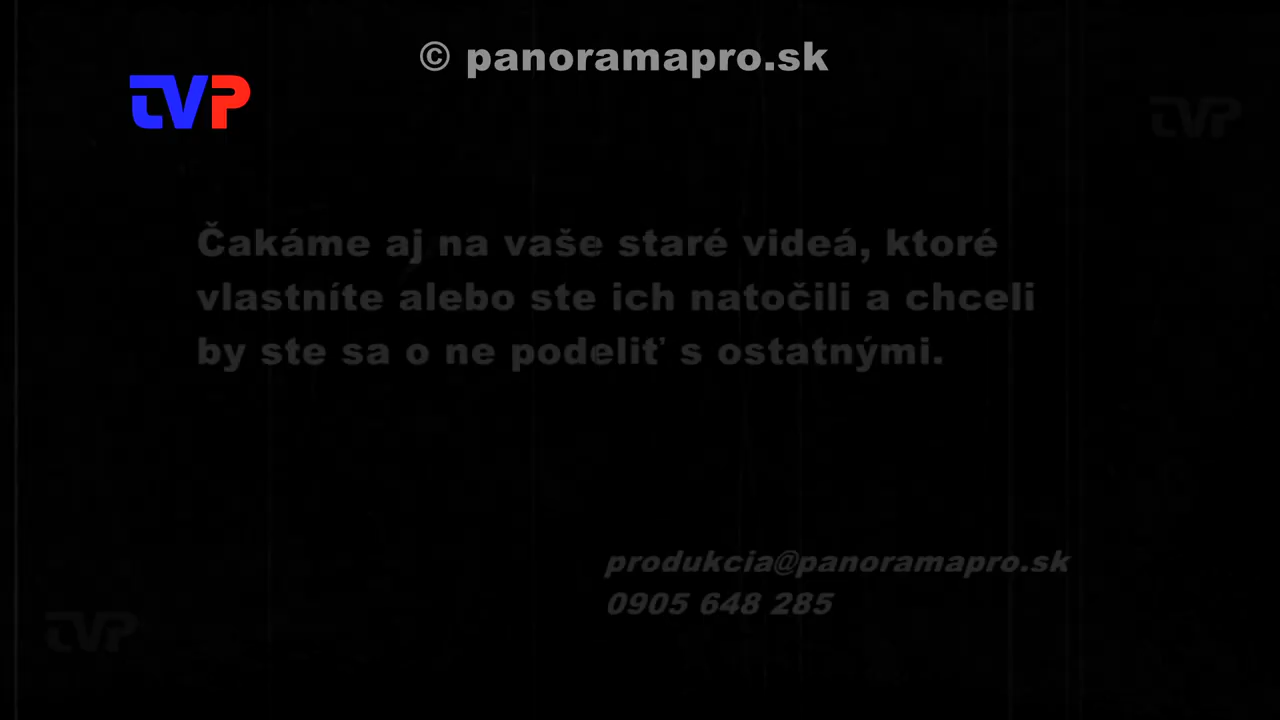 © panoramapro.sk
TVP
TVP
Čakáme aj na vaše staré videá, ktoré
vlastníte alebo ste ich natočili a chceli
by ste sa o ne podeliť s ostatnými.
produkcia@panoramapro.sk
0905 648 285
TVP